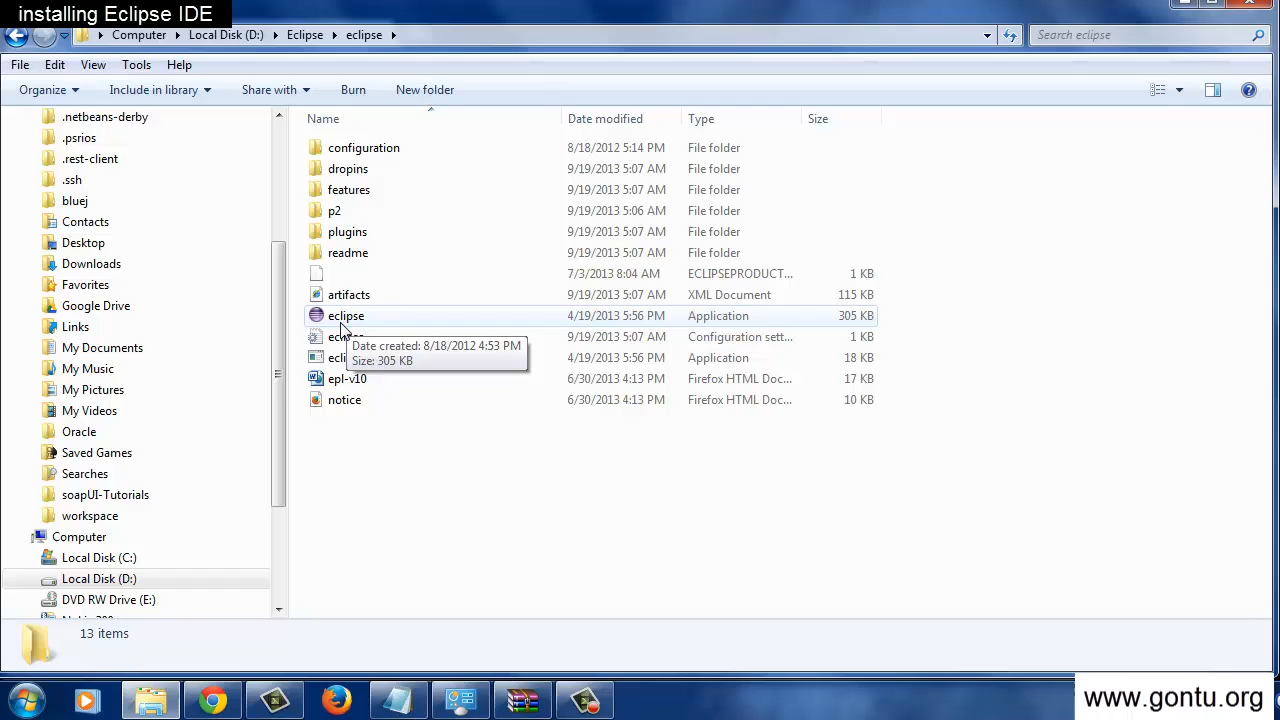 installing Eclipse IDE
Computer Local Disk (D:) Eclipse eclipse
Search eclipse
File Edit View Tools Help
Organize Include in library Share with Burn New folder
.netbeans-derby
.psrios
.rest-client
.ssh
bluej
Contacts
Desktop
Downloads
Favorites
Google Drive
Links
My Documents
My Music
My Pictures
My Videos
Oracle
Saved Games
Searches
soapUI-Tutorials
workspace
Computer
Local Disk (C:)
Local Disk (D:)
DVD RW Drive (E:)
Name Date modified Type Size
configuration 8/18/2012 5:14 PM File folder
dropins 9/19/2013 5:07 AM File folder
features 9/19/2013 5:07 AM File folder
p2 9/19/2013 5:06 AM File folder
plugins 9/19/2013 5:07 AM File folder
readme 9/19/2013 5:07 AM File folder
7/3/2013 8:04 AM ECLIPSEPRODUCT... 1 KB
artifacts 9/19/2013 5:07 AM XML Document 115 KB
eclipse 4/19/2013 5:56 PM Application 305 KB
9/19/2013 5:07 AM Configuration sett... 1 KB
4/19/2013 5:56 PM Application 18 KB
Date created: 8/18/2012 4:53 PM
Size: 305 KB
epl-v10 6/30/2013 4:13 PM Firefox HTML Doc... 17 KB
notice 6/30/2013 4:13 PM Firefox HTML Doc... 10 KB
13 items
www.gontu.org